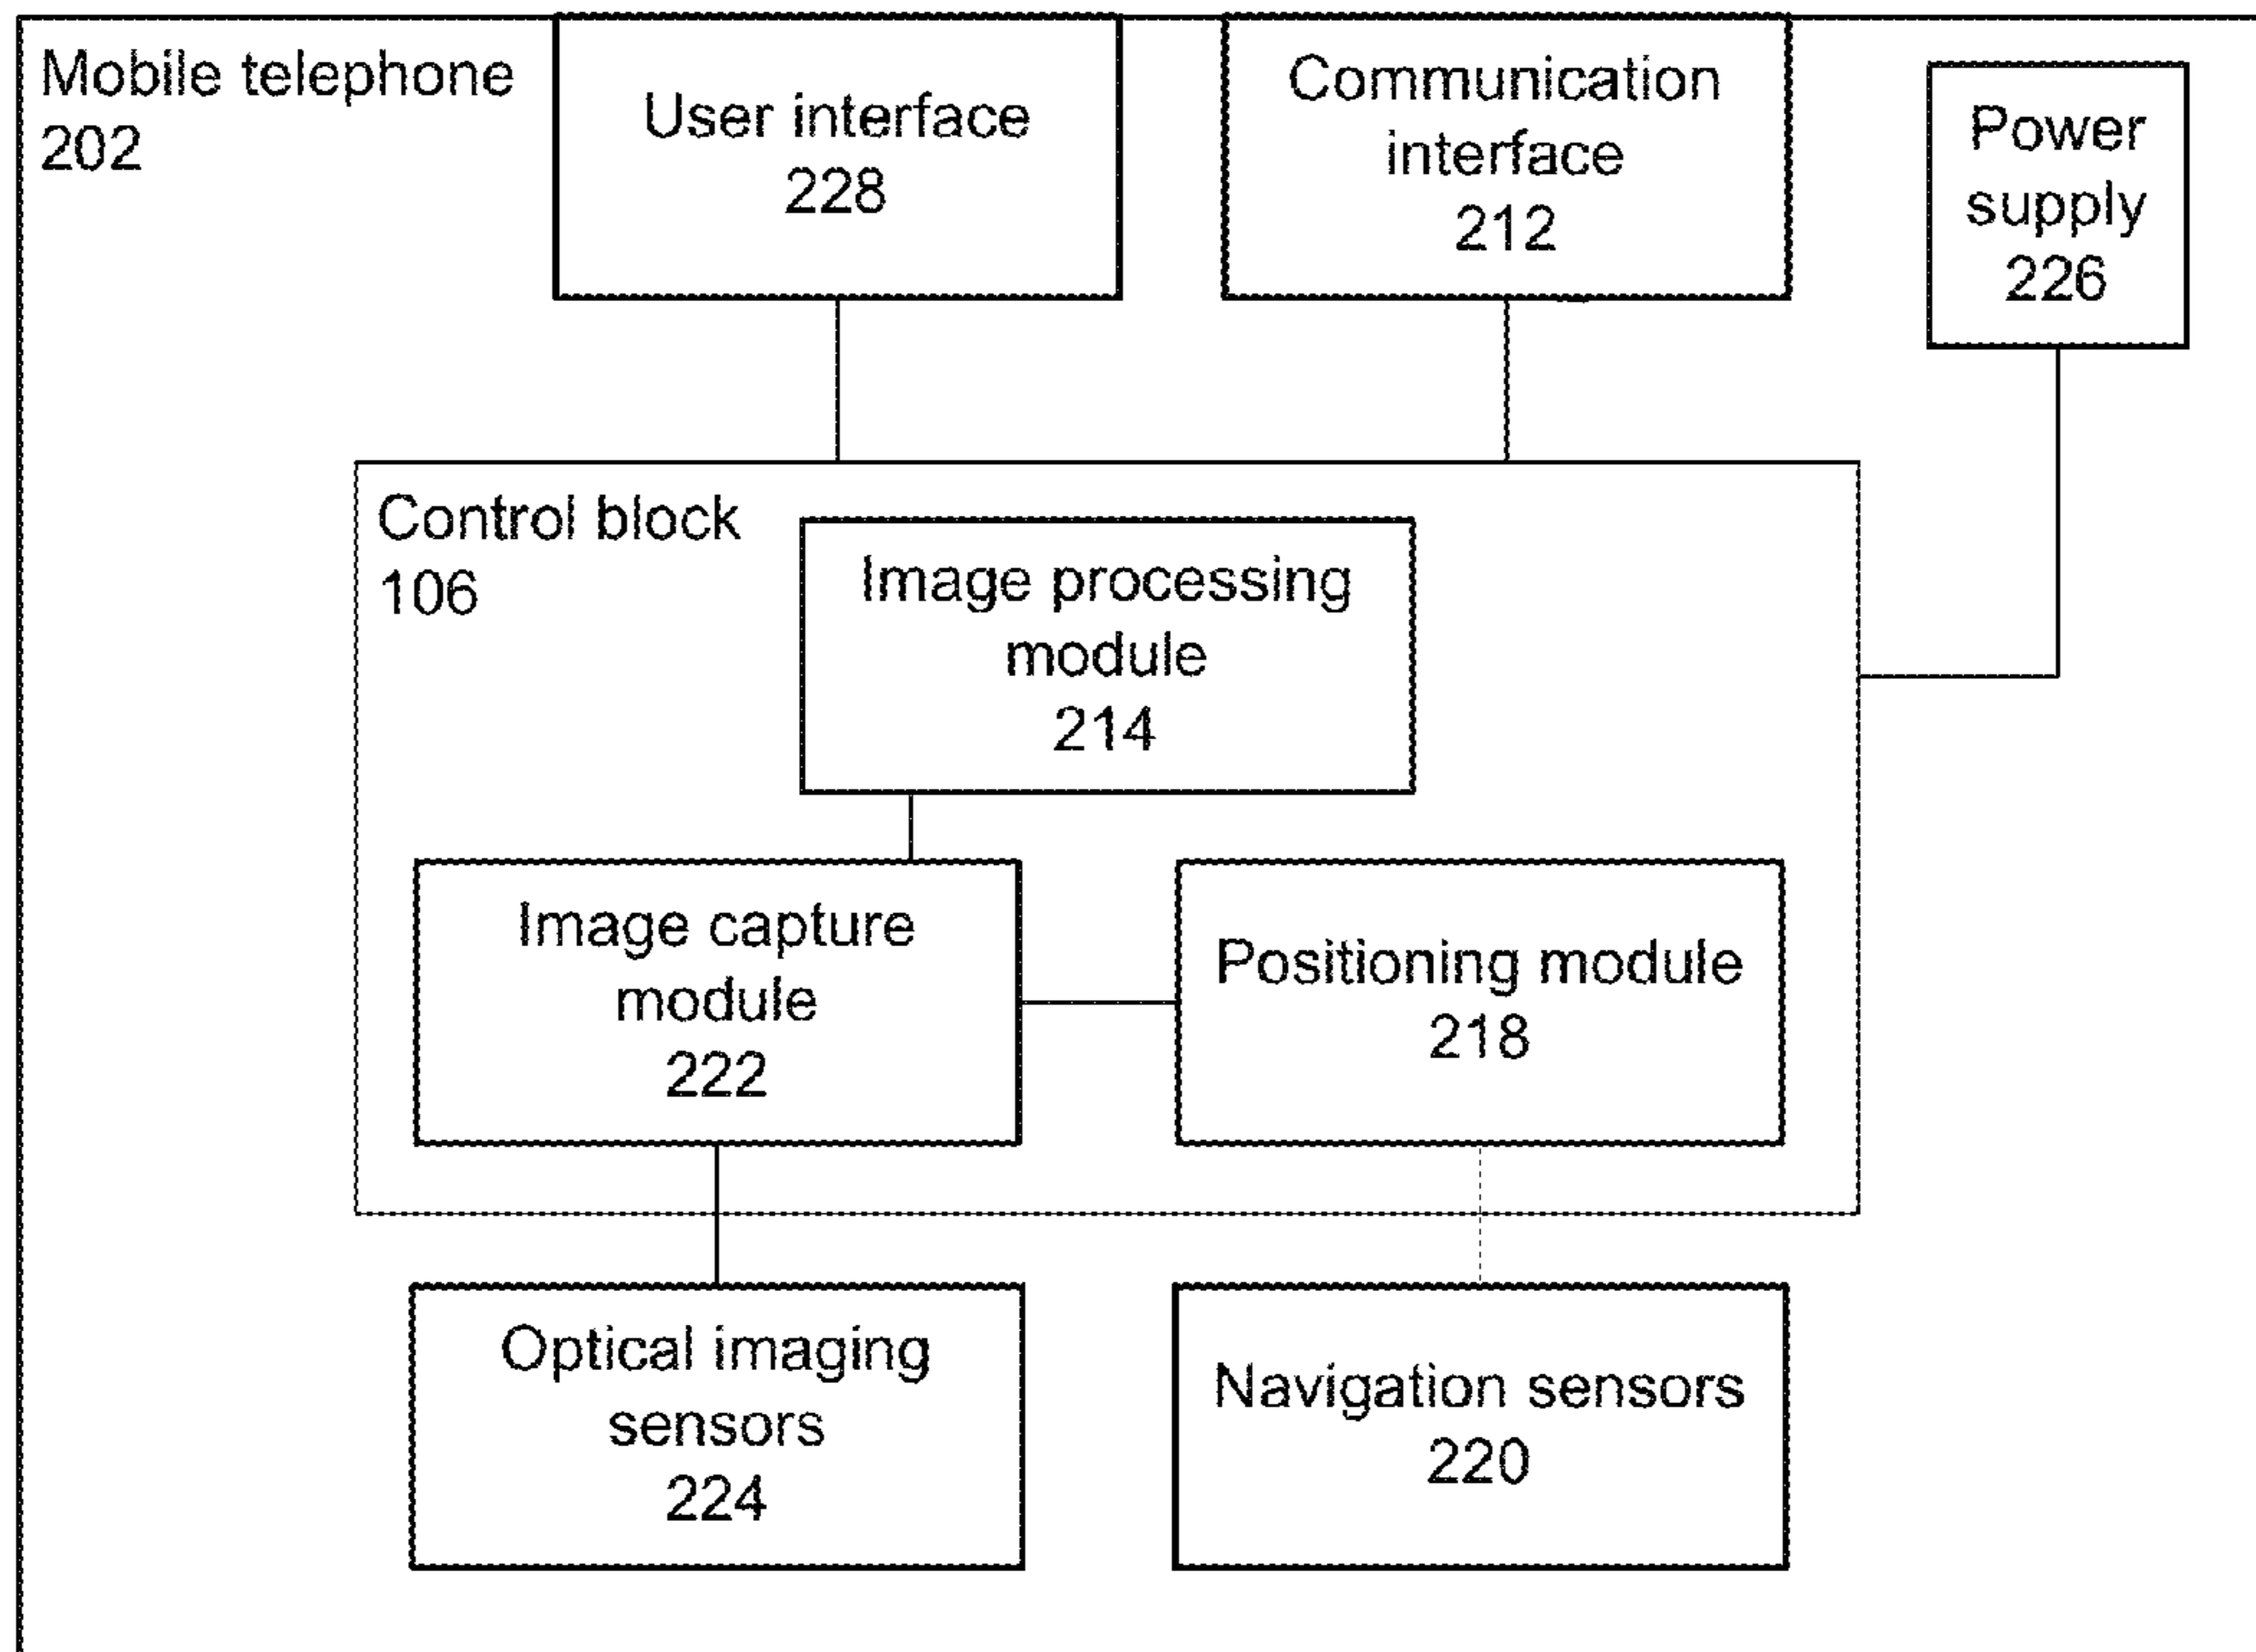 Mobile telephone
202
User interface
228
Communication
interface
212
Power
supply
226
Control block
106
Image processing
module
214
Image capture
module
222
Positioning module
218
Optical imaging
sensors
224
Navigation sensors
220